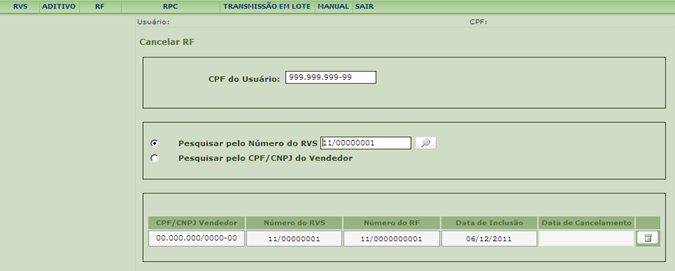 RVS ADITIVO RF RPC TRANSMISSÃO EM LOTE MANUAL SAIR
Usuário: CPF:
Cancelar RF
CPF do Usuário: 999.999.999-99
Pesquisar pelo Número do RVS 11/00000001
Pesquisar pelo CPF/CNPJ do Vendedor
CPF/CNPJ Vendedor Número do RVS Número do RF Data de Inclusão Data de Cancelamento
00.000.000/0000-00 11/00000001 11/0000000001 06/12/2011